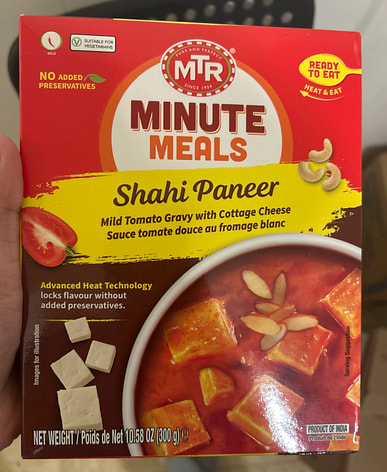 MILD
SUITABLE FOR
VEGETARIANS
PURE AND PERFECT
MTR
SINCE 1924
NO ADDED
PRESERVATIVES
READY
TO EAT
HEAT & EAT
MINUTE
MEALS
Shahi Paneer
Mild Tomato Gravy with Cottage Cheese
Sauce tomate douce au fromage blanc
Advanced Heat Technology
locks flavour without
added preservatives.
Images for illustration
Serving Suggestion
NET WEIGHT / Poids de Net 10.58 OZ (300 g) e
PRODUCT OF INDIA
Produit de L'Inde